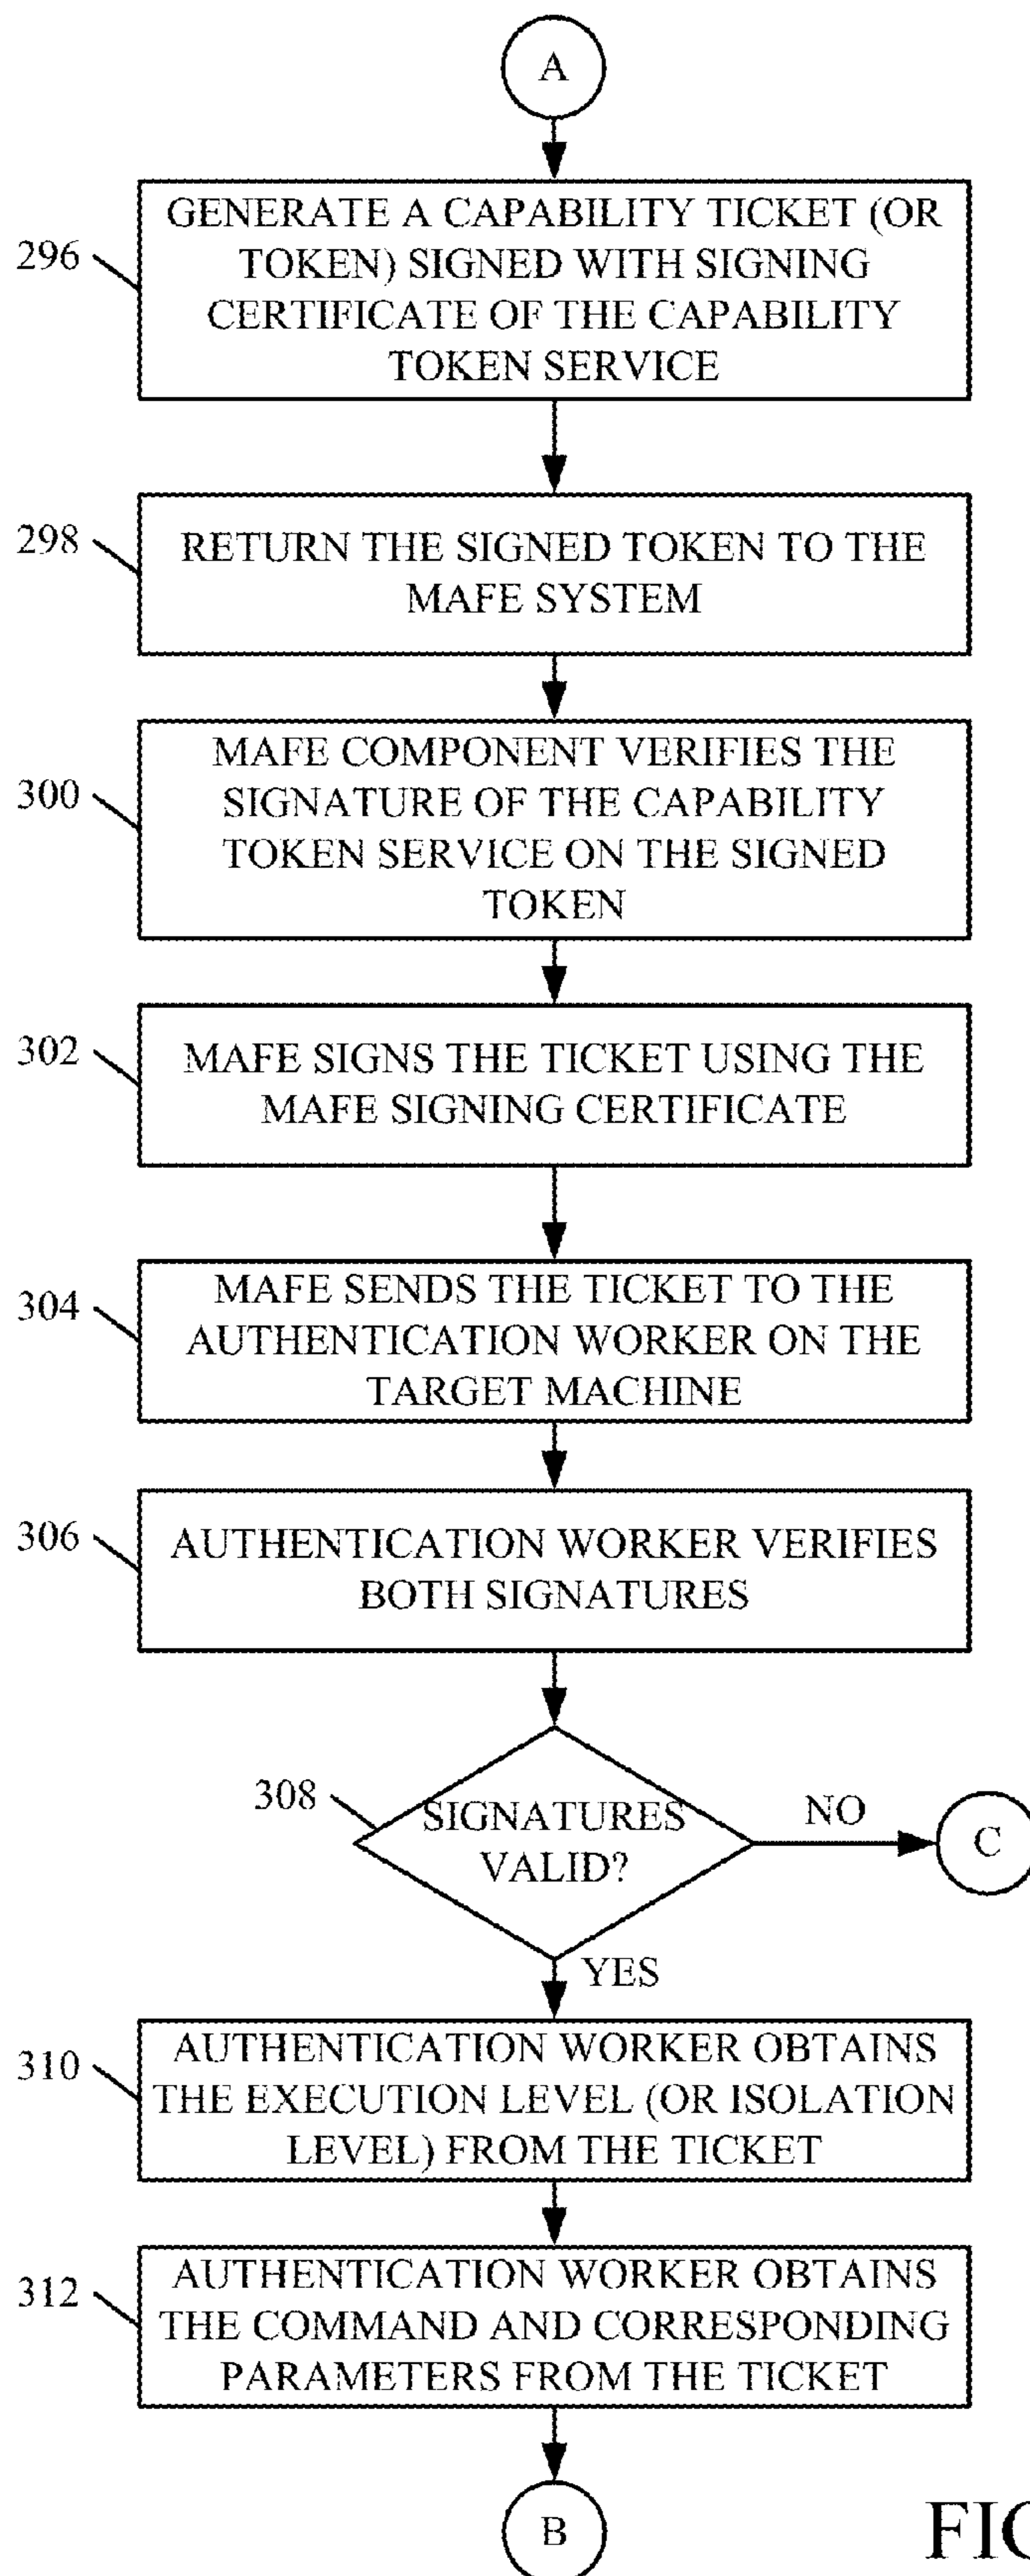 A
296
GENERATE A CAPABILITY TICKET (OR
TOKEN) SIGNED WITH SIGNING
CERTIFICATE OF THE CAPABILITY
TOKEN SERVICE
298
RETURN THE SIGNED TOKEN TO THE
MAFE SYSTEM
300
MAFE COMPONENT VERIFIES THE
SIGNATURE OF THE CAPABILITY
TOKEN SERVICE ON THE SIGNED
TOKEN
302
MAFE SIGNS THE TICKET USING THE
MAFE SIGNING CERTIFICATE
304
MAFE SENDS THE TICKET TO THE
AUTHENTICATION WORKER ON THE
TARGET MACHINE
306
AUTHENTICATION WORKER VERIFIES
BOTH SIGNATURES
308
SIGNATURES
VALID?
NO
C
YES
310
AUTHENTICATION WORKER OBTAINS
THE EXECUTION LEVEL (OR ISOLATION
LEVEL) FROM THE TICKET
312
AUTHENTICATION WORKER OBTAINS
THE COMMAND AND CORRESPONDING
PARAMETERS FROM THE TICKET
B